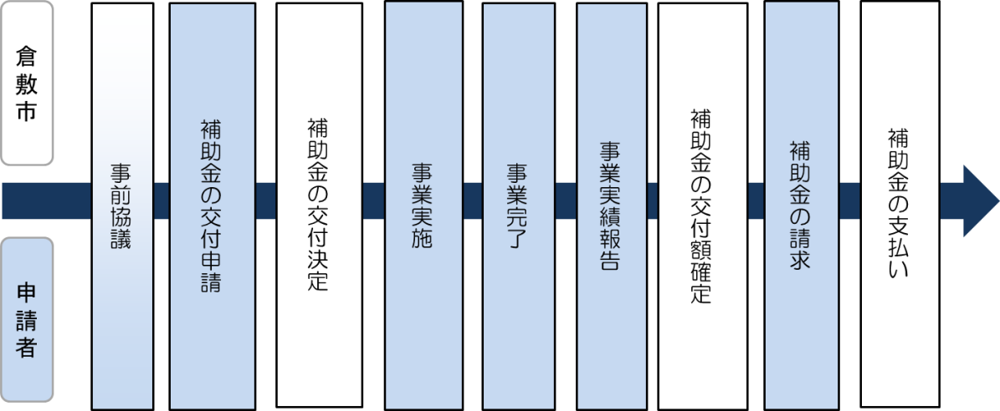 倉敷市
申請者
事前協議
補助金の交付申請
補助金の交付決定
事業実施
事業完了
事業実績報告
補助金の交付額確定
補助金の請求
補助金の支払い